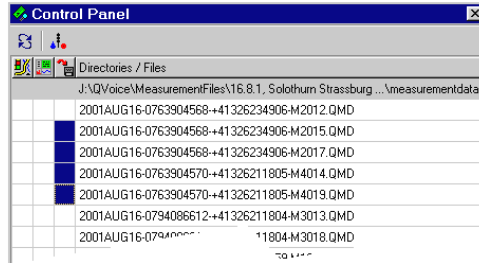 Control Panel
Directories / Files
J:\QVoice\MeasurementFiles\16.8.1, Solothurn Strassburg ...\measurementdata
2001AUG16-0763904568-+41326234906-M2012.QMD
2001AUG16-0763904568-+41326234906-M2015.QMD
2001AUG16-0763904568-+41326234906-M2017.QMD
2001AUG16-0763904570-+41326211805-M4014.QMD
2001AUG16-0763904570-+41326211805-M4019.QMD
2001AUG16-0794086612-+41326211804-M3013.QMD
11804-M3018.QMD